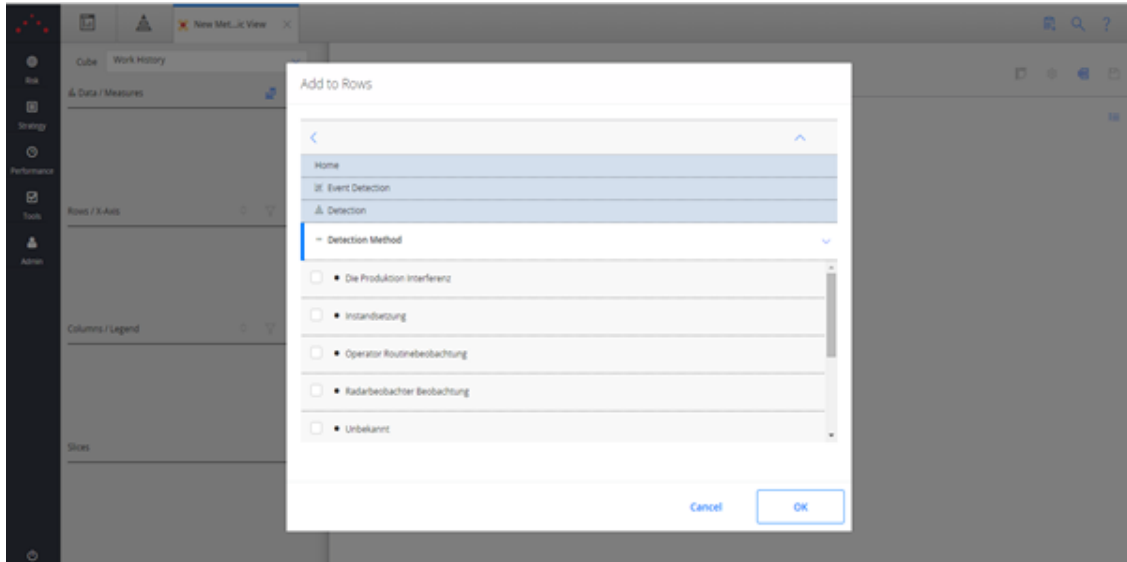 New Met...ic View
?
Cube Work History
Risk
Data / Measures
Strategy
Performance
Tools
Rows / X-Axis
Admin
Columns / Legend
Slices
Add to Rows
Home
Event Detection
Detection
Detection Method
Die Produktion Interferenz
Instandsetzung
Operator Routinebeobachtung
Radarbeobachter Beobachtung
Unbekannt
Cancel OK